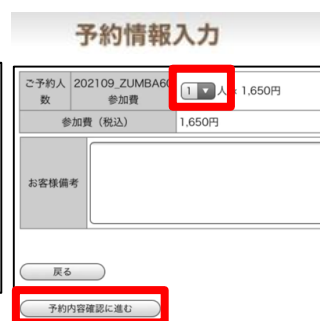 予約情報入力
ご予約人数 202109_ZUMBA60 参加費 1 ▼ 人 1,650円
参加費（税込） 1,650円
お客様備考
戻る
予約内容確認に進む